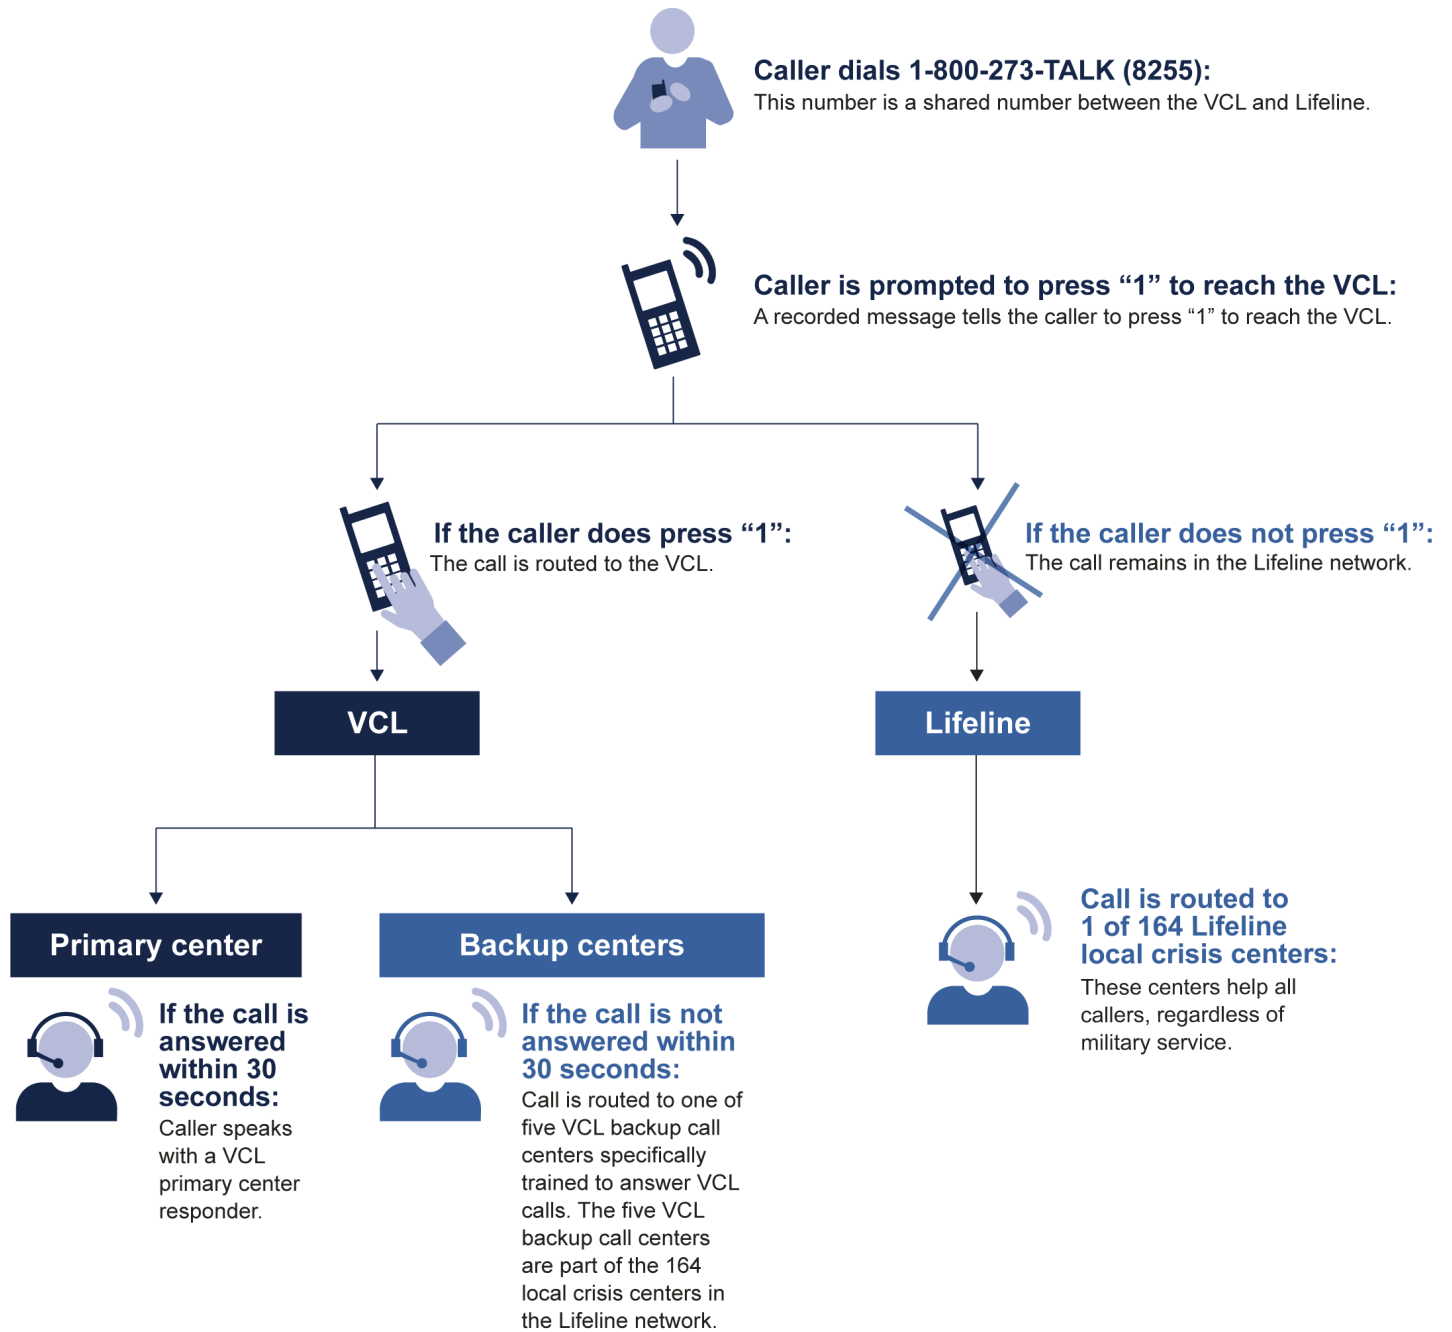 Caller dials 1-800-273-TALK (8255):
This number is a shared number between the VCL and Lifeline.
Caller is prompted to press “1” to reach the VCL:
A recorded message tells the caller to press “1” to reach the VCL.
If the caller does press “1”:
The call is routed to the VCL.
If the caller does not press “1”:
The call remains in the Lifeline network.
VCL
Lifeline
Primary center
If the call is
answered
within 30
seconds:
Caller speaks
with a VCL
primary center
responder.
Backup centers
If the call is not
answered within
30 seconds:
Call is routed to one of
five VCL backup call
centers specifically
trained to answer VCL
calls. The five VCL
backup call centers
are part of the 164
local crisis centers in
the Lifeline network.
Call is routed to
1 of 164 Lifeline
local crisis centers:
These centers help all
callers, regardless of
military service.